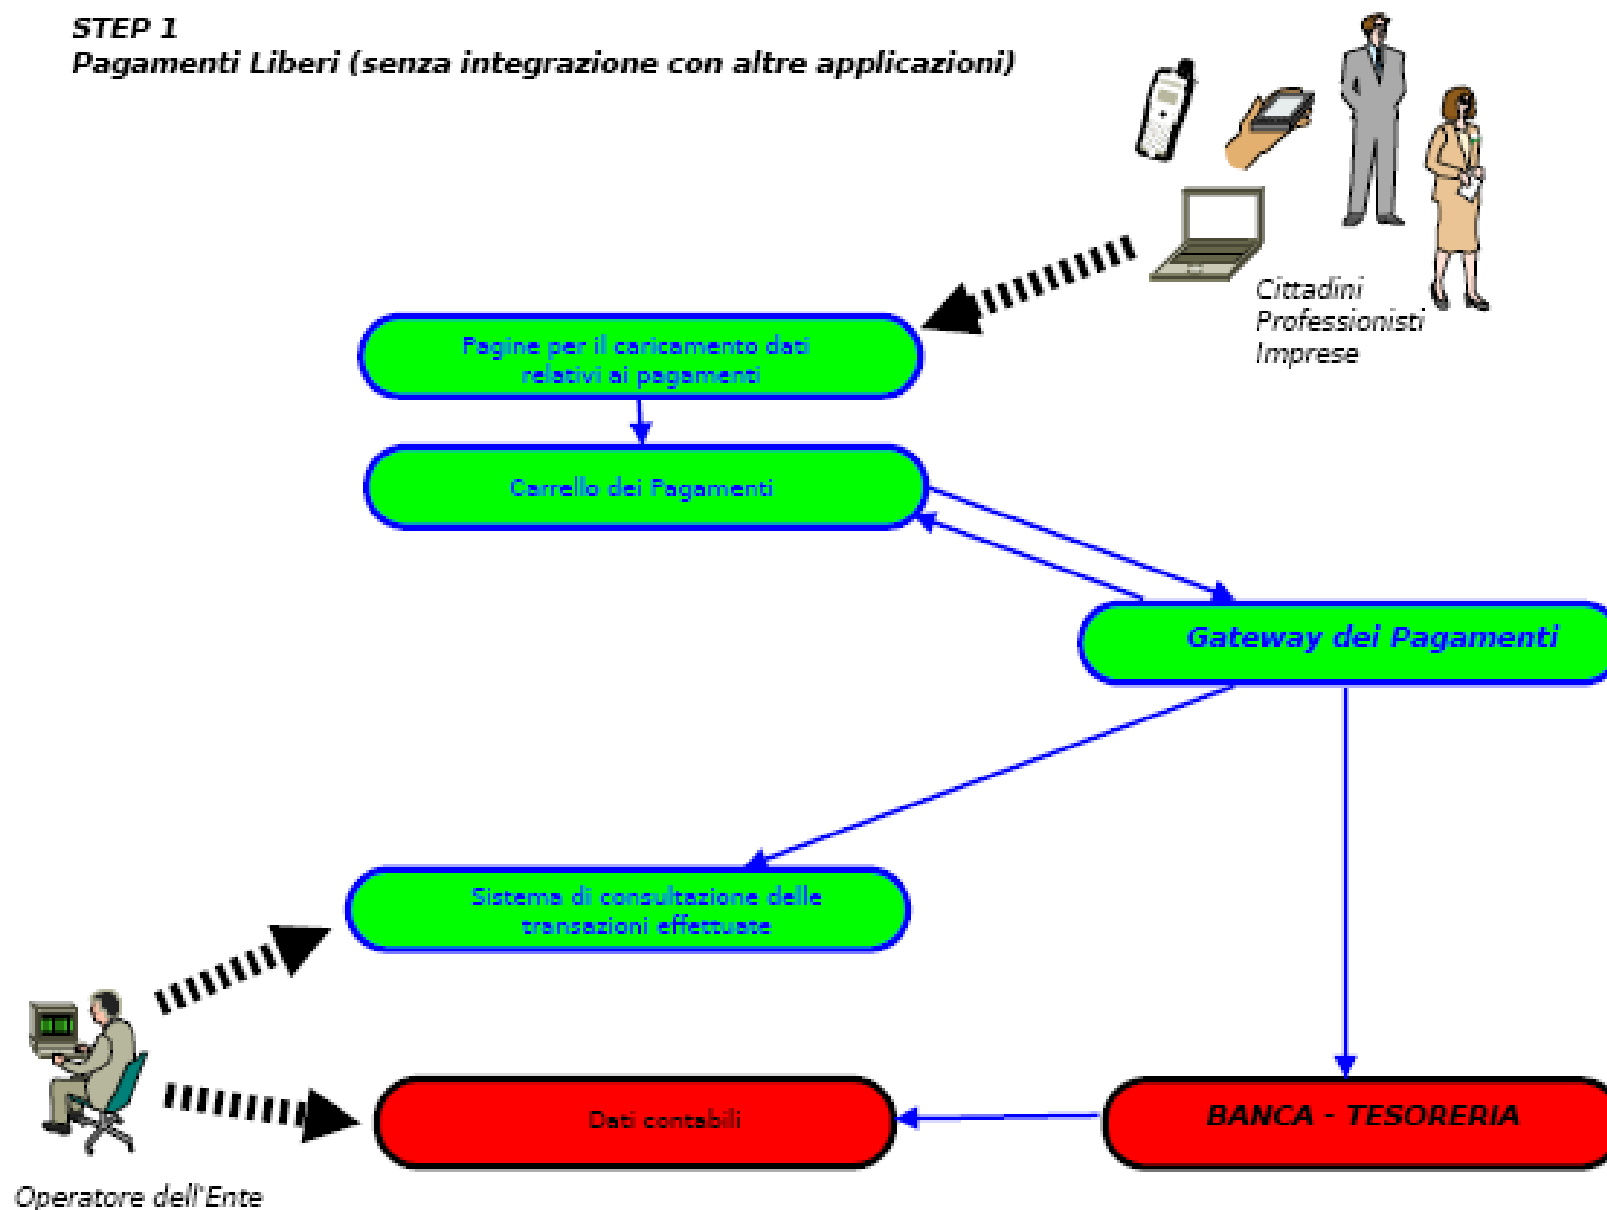 STEP 1
Pagamenti Liberi (senza integrazione con altre applicazioni)
Cittadini
Professionisti
Imprese
Pagine per il caricamento dati
relativi ai pagamenti
Carrello dei Pagamenti
Gateway dei Pagamenti
Sistema di consultazione delle
transazioni effettuate
Dati contabili
BANCA - TESORERIA
Operatore dell'Ente